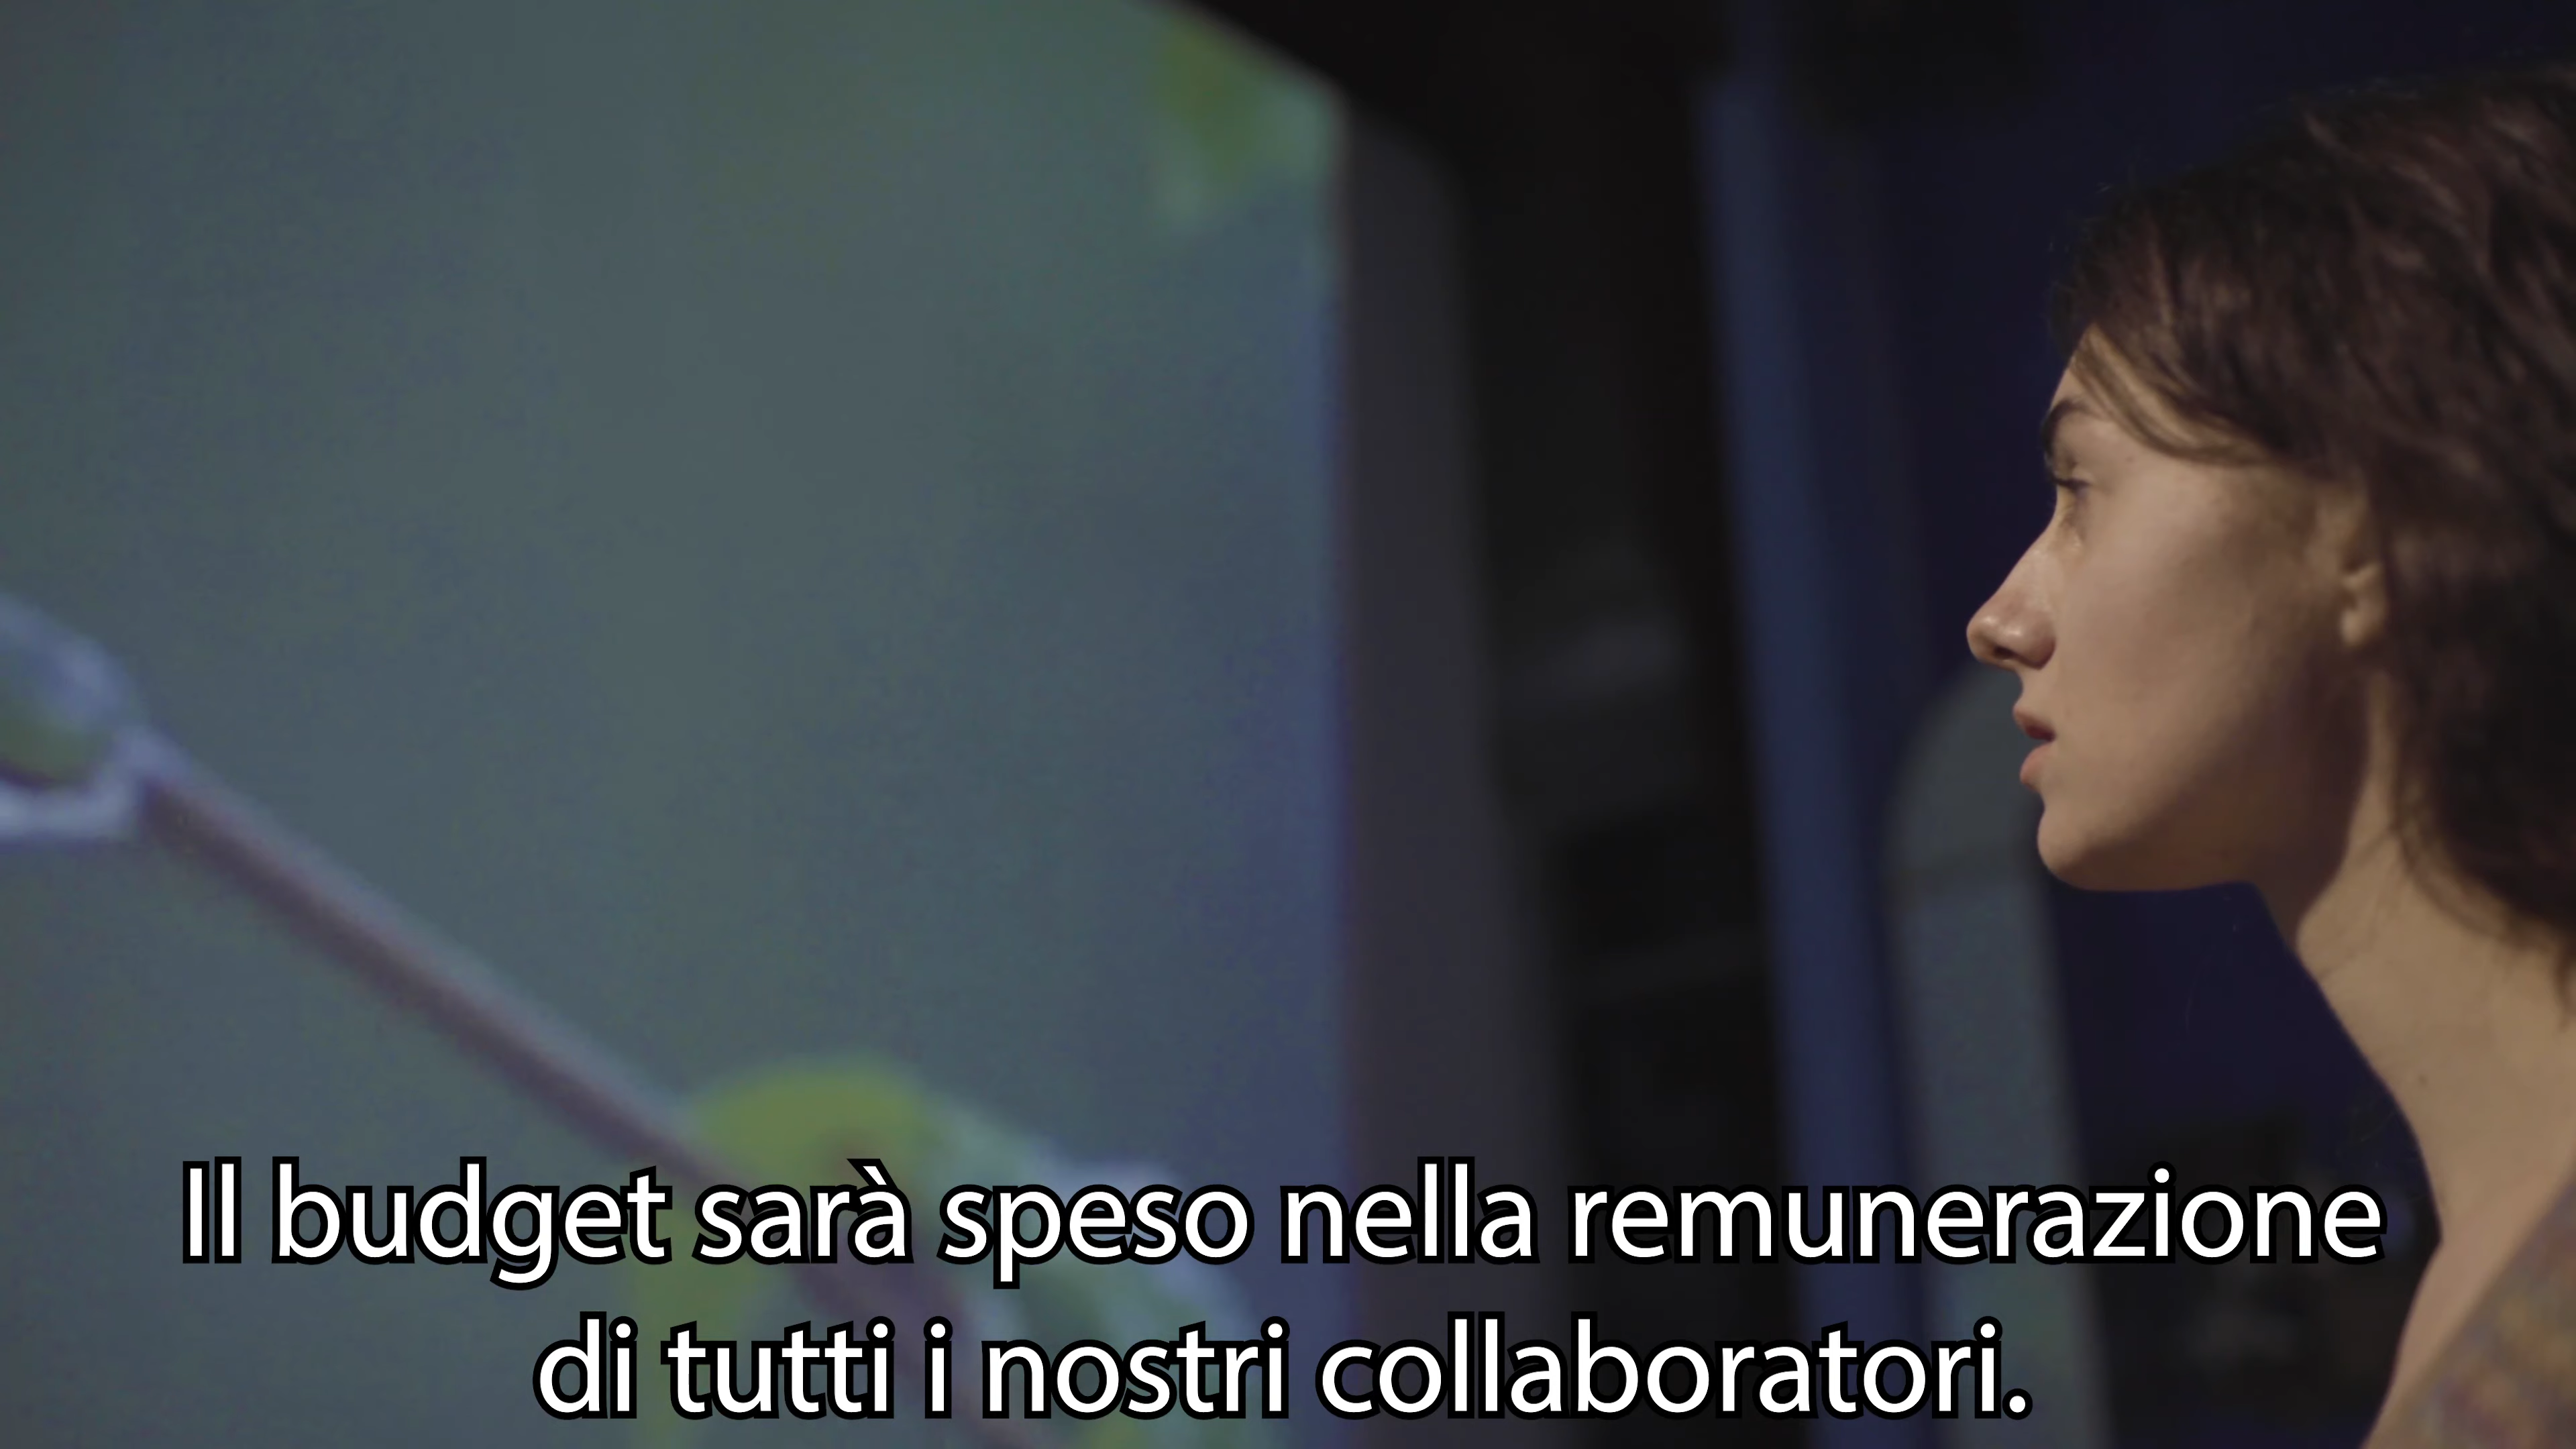 Il budget sarà speso nella remunerazione
di tutti i nostri collaboratori.